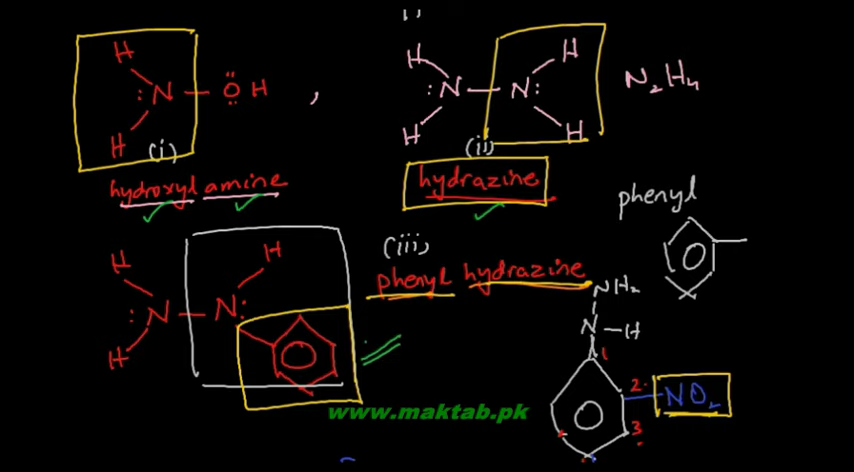 H
H
:N—ÖH
(i)
,
H
H
:N—N:
H
H
(ii)
N₂H₄
hydroxyl amine
hydrazine
phenyl
H
H
:N—N:
H
(iii)
phenyl hydrazine
NH₂
N—H
1
2
NO₂
3
www.maktab.pk